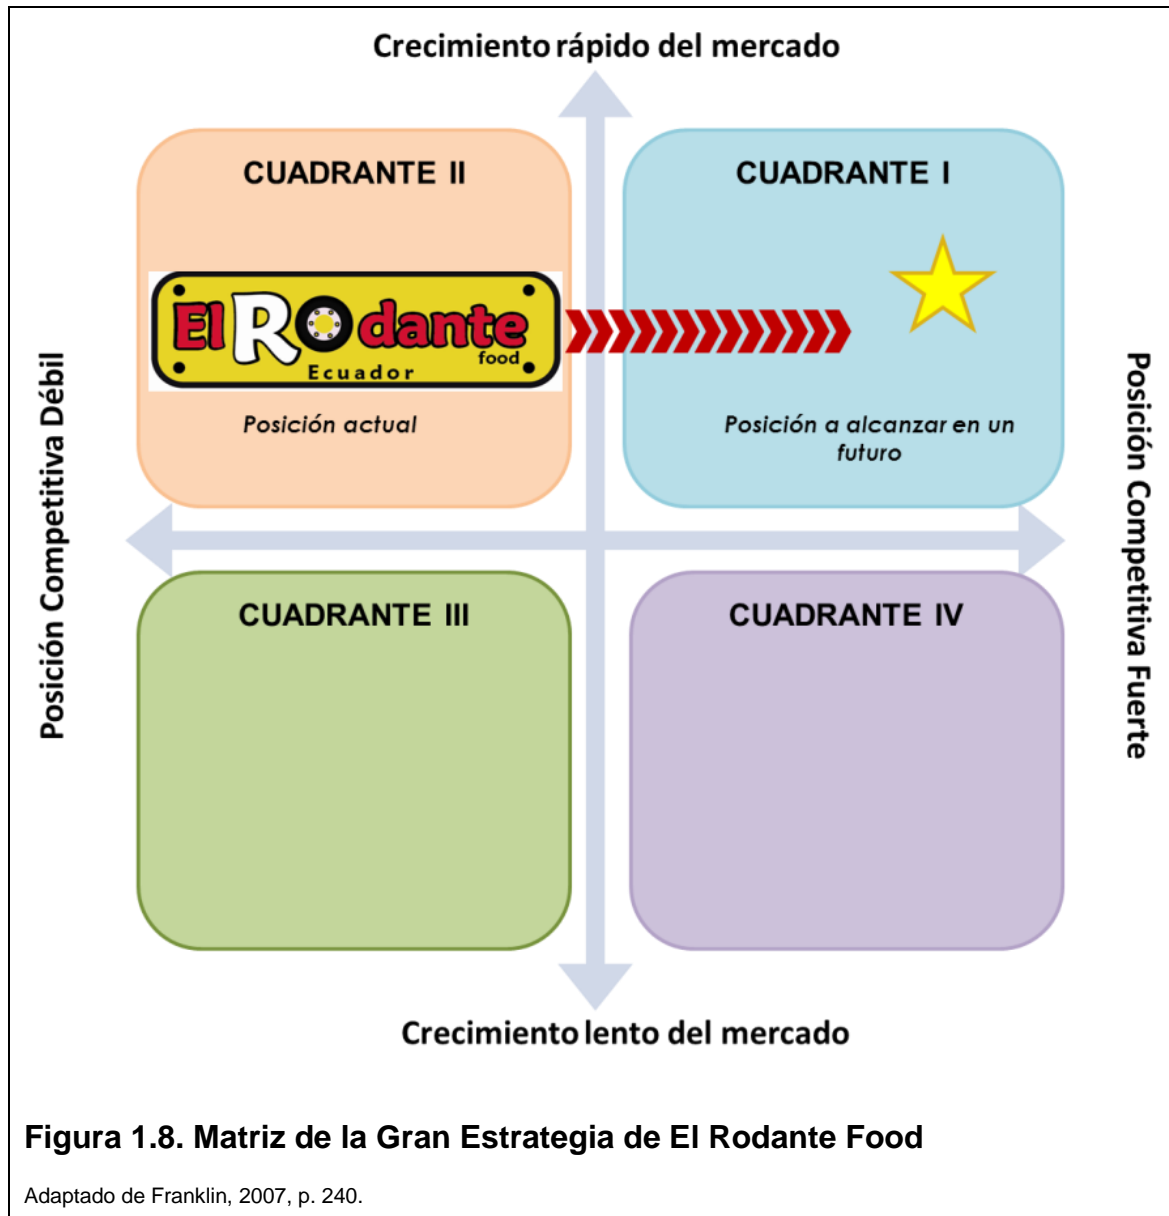 Crecimiento rápido del mercado
CUADRANTE II
CUADRANTE I
El Rodante
food
Ecuador
Posición actual
Posición a alcanzar en un
futuro
Posición Competitiva Débil
Posición Competitiva Fuerte
CUADRANTE III
CUADRANTE IV
Crecimiento lento del mercado
Figura 1.8. Matriz de la Gran Estrategia de El Rodante Food
Adaptado de Franklin, 2007, p. 240.